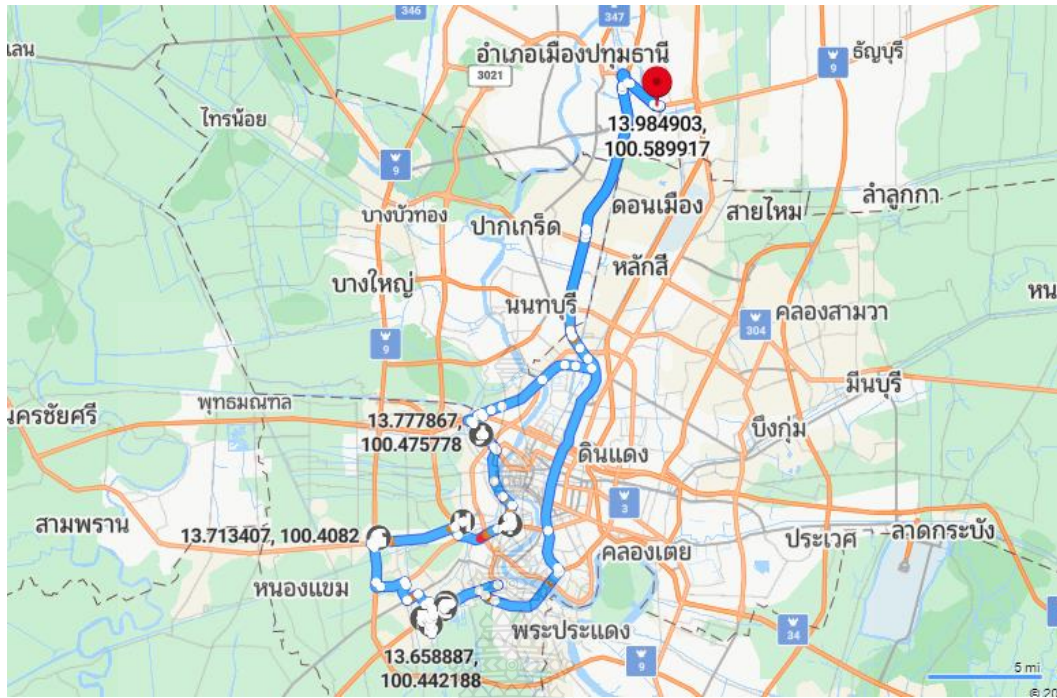 346
347
เลน
อำเภอเมืองปทุมธานี
ธัญบุรี
9
3021
13.984903,
100.589917
ไทรน้อย
9
ดอนเมือง
สายไหม
ลำลูกกา
บางบัวทอง
ปากเกร็ด
หลักสี่
บางใหญ่
หน
นนทบุรี
คลองสามวา
304
9
มีนบุรี
นครชัยศรี
พุทธมณฑล
13.777867,
100.475778
บึงกุ่ม
ดินแดง
3
สามพราน
13.713407, 100.4082
ประเวศ
ลาดกระบัง
คลองเตย
หนองแขม
พระประแดง
34
13.658887,
100.442188
9
5 mi
© 20